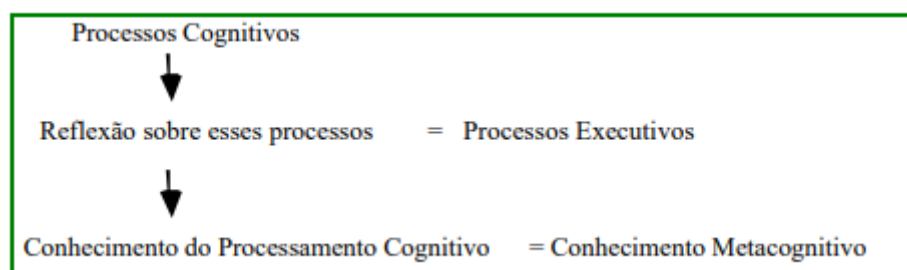 Processos Cognitivos
Reflexão sobre esses processos = Processos Executivos
Conhecimento do Processamento Cognitivo = Conhecimento Metacognitivo